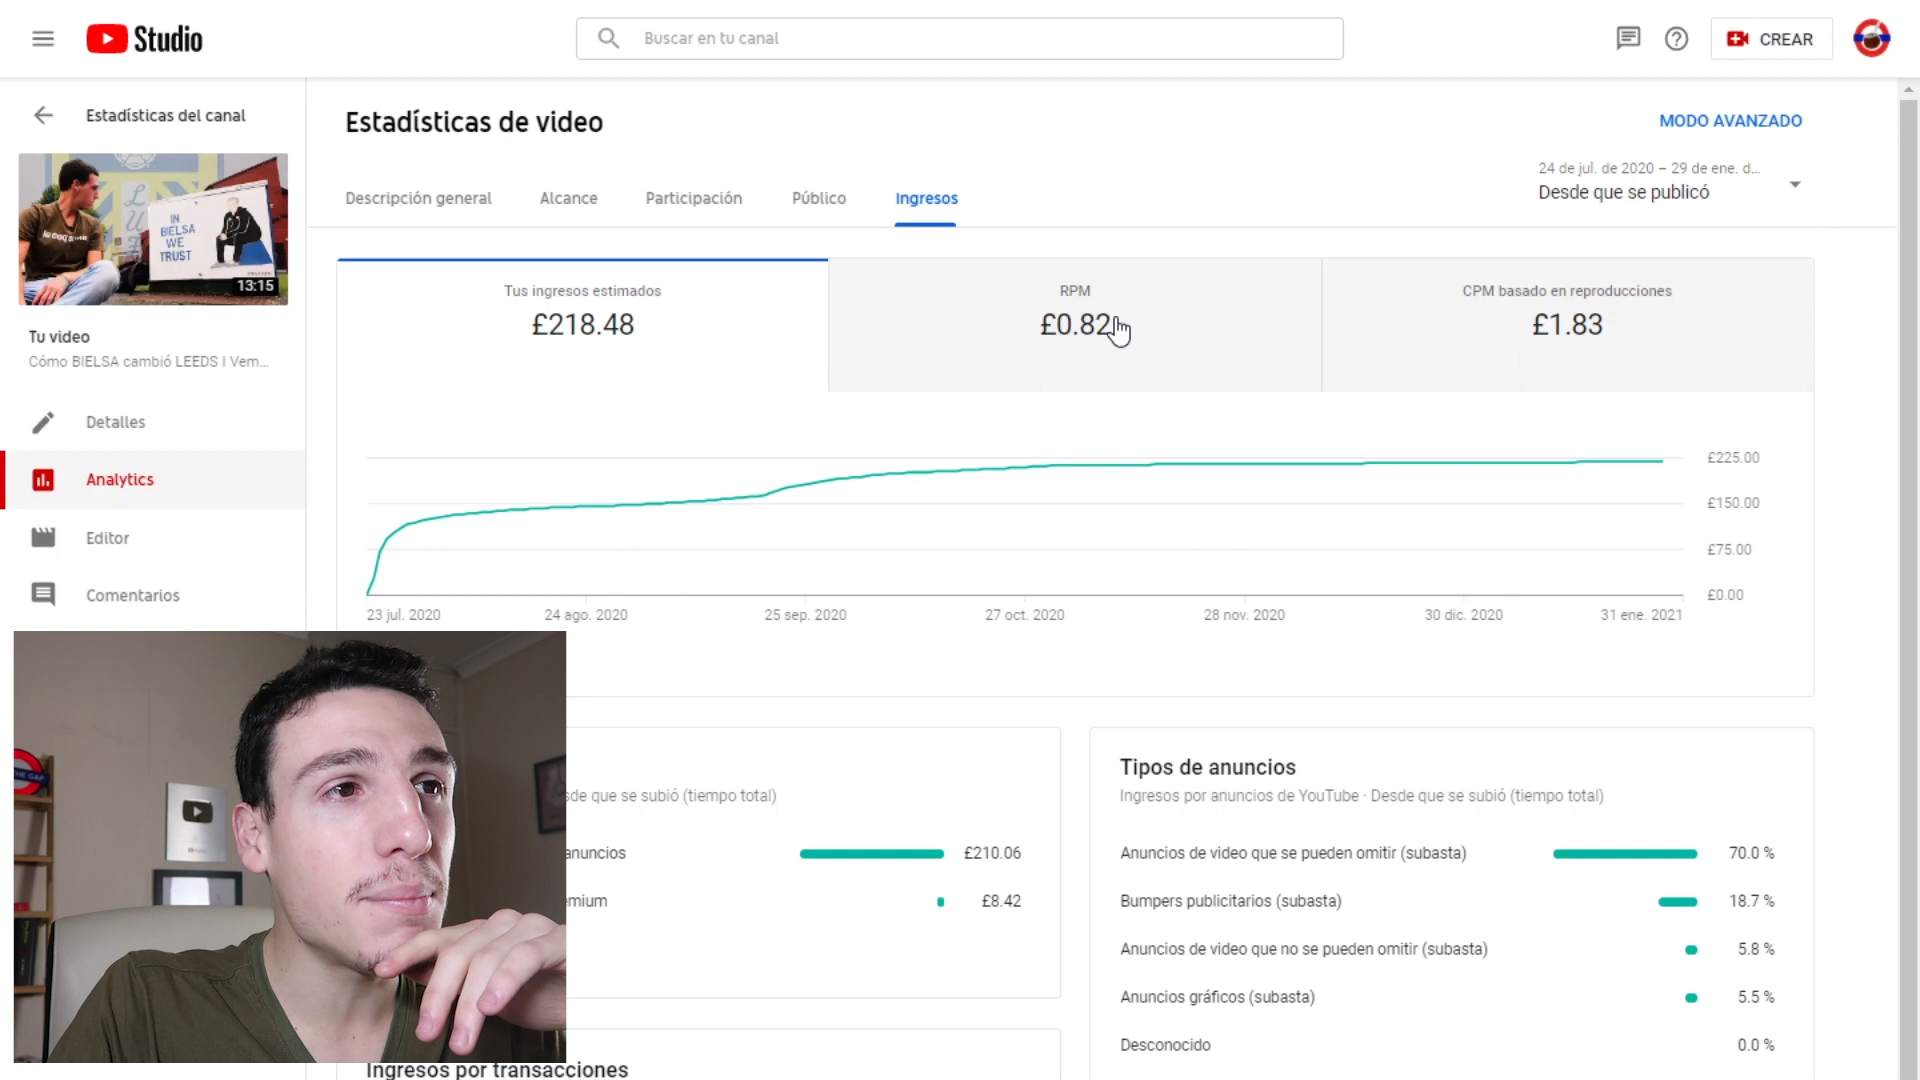 Studio
Buscar en tu canal
CREAR
Estadísticas del canal
Estadísticas de video
MODO AVANZADO
24 de jul. de 2020 – 29 de ene. d...
Desde que se publicó
Descripción general
Alcance
Participación
Público
Ingresos
IN
BIELSA
WE
TRUST
13:15
Tu video
Cómo BIELSA cambió LEEDS I Vem...
Detalles
Analytics
Editor
Comentarios
Tus ingresos estimados
£218.48
RPM
£0.82
CPM basado en reproducciones
£1.83
£225.00
£150.00
£75.00
£0.00
23 jul. 2020
24 ago. 2020
25 sep. 2020
27 oct. 2020
28 nov. 2020
30 dic. 2020
31 ene. 2021
sde que se subió (tiempo total)
anuncios £210.06
emium £8.42
Tipos de anuncios
Ingresos por anuncios de YouTube · Desde que se subió (tiempo total)
Anuncios de video que se pueden omitir (subasta) 70.0 %
Bumpers publicitarios (subasta) 18.7 %
Anuncios de video que no se pueden omitir (subasta) 5.8 %
Anuncios gráficos (subasta) 5.5 %
Desconocido 0.0 %
Ingresos por transacciones
THE GAP